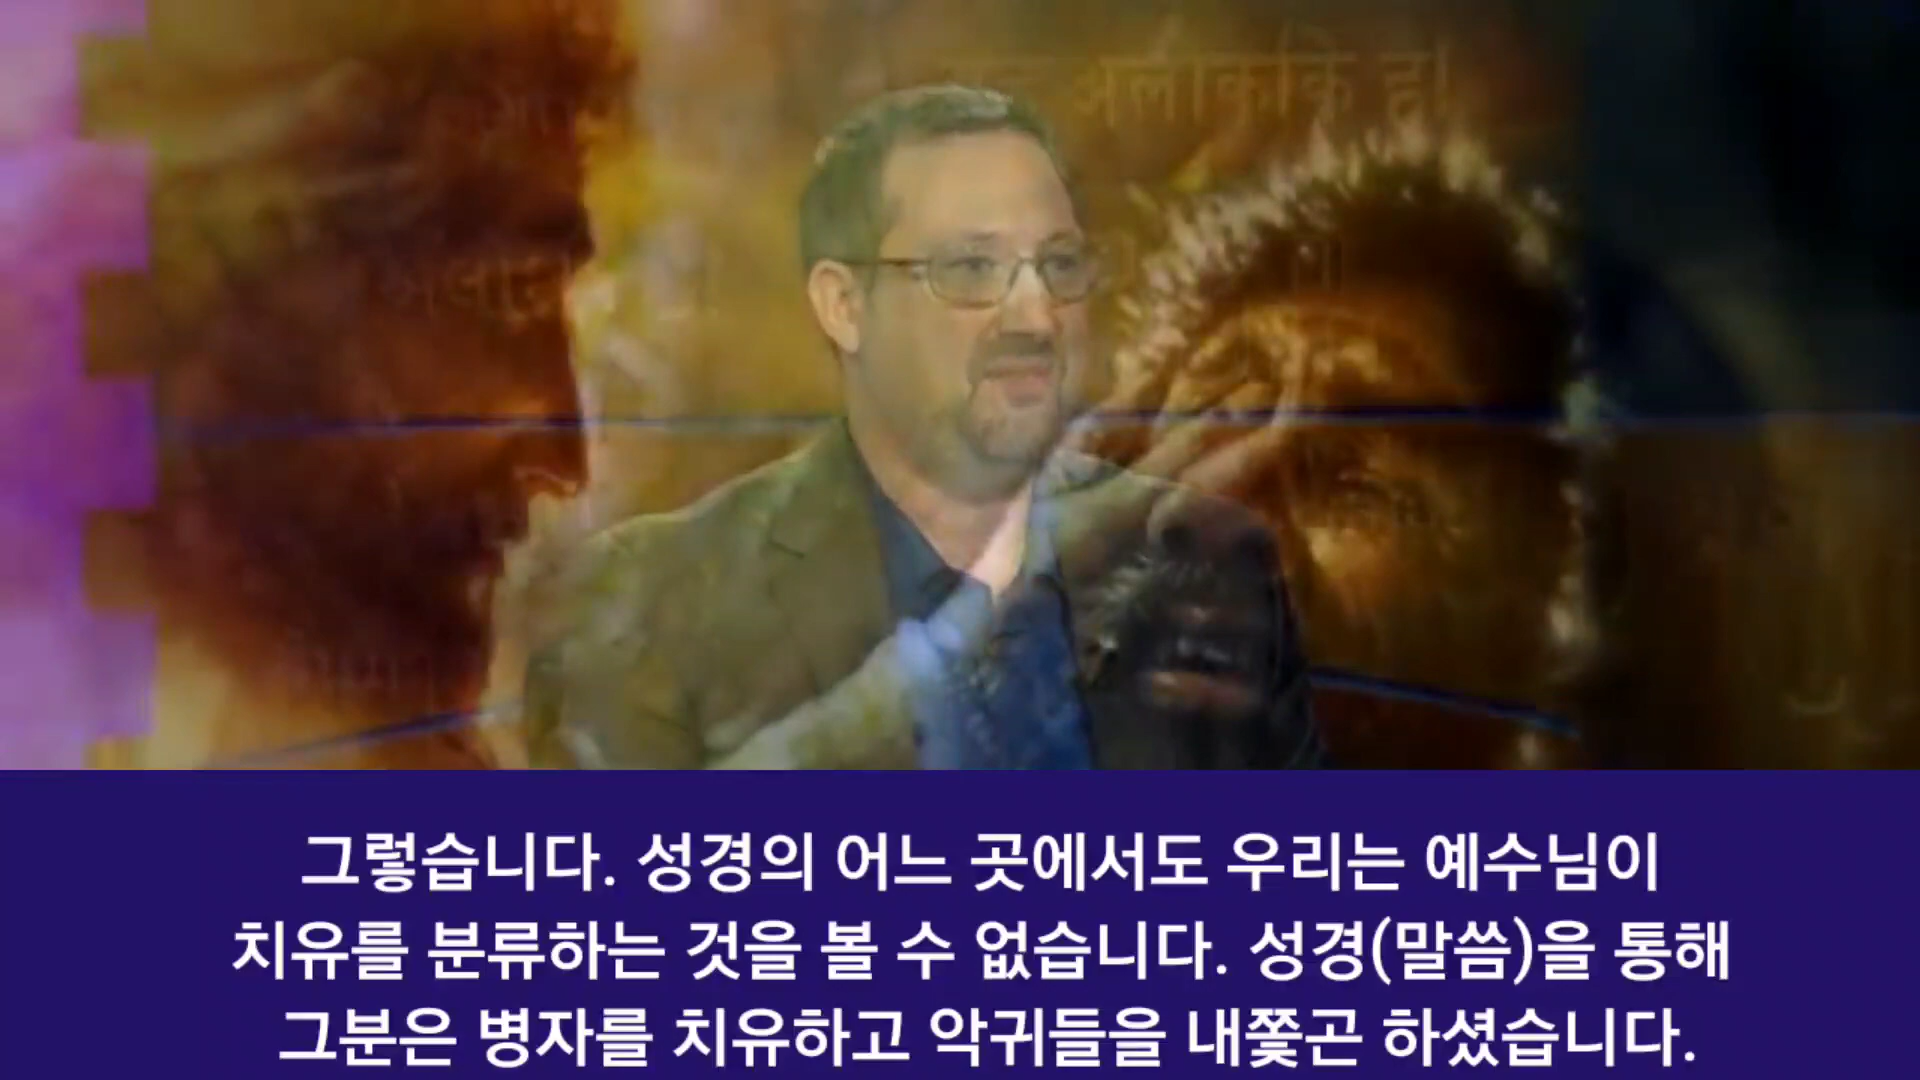 अलौकिक है।
그렇습니다. 성경의 어느 곳에서도 우리는 예수님이
치유를 분류하는 것을 볼 수 없습니다. 성경(말씀)을 통해
그분은 병자를 치유하고 악귀들을 내쫓곤 하셨습니다.